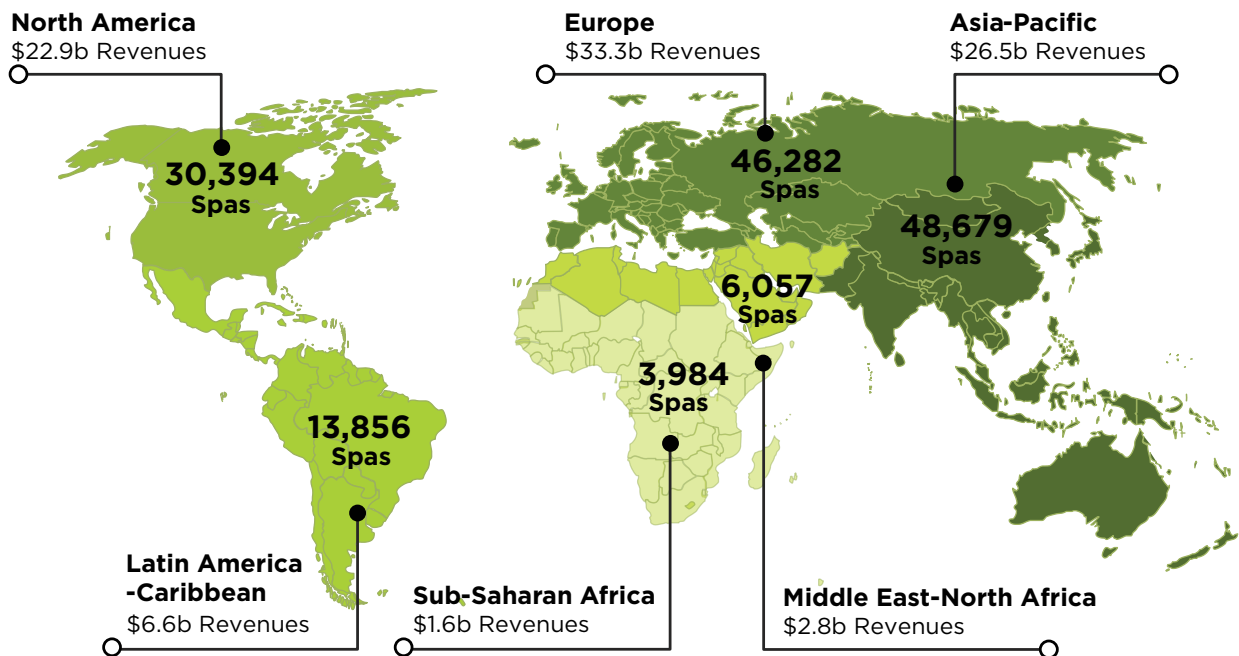 North America
$22.9b Revenues
Europe
$33.3b Revenues
Asia-Pacific
$26.5b Revenues
30,394
Spas
46,282
Spas
48,679
Spas
6,057
Spas
3,984
Spas
13,856
Spas
Latin America
-Caribbean
$6.6b Revenues
Sub-Saharan Africa
$1.6b Revenues
Middle East-North Africa
$2.8b Revenues